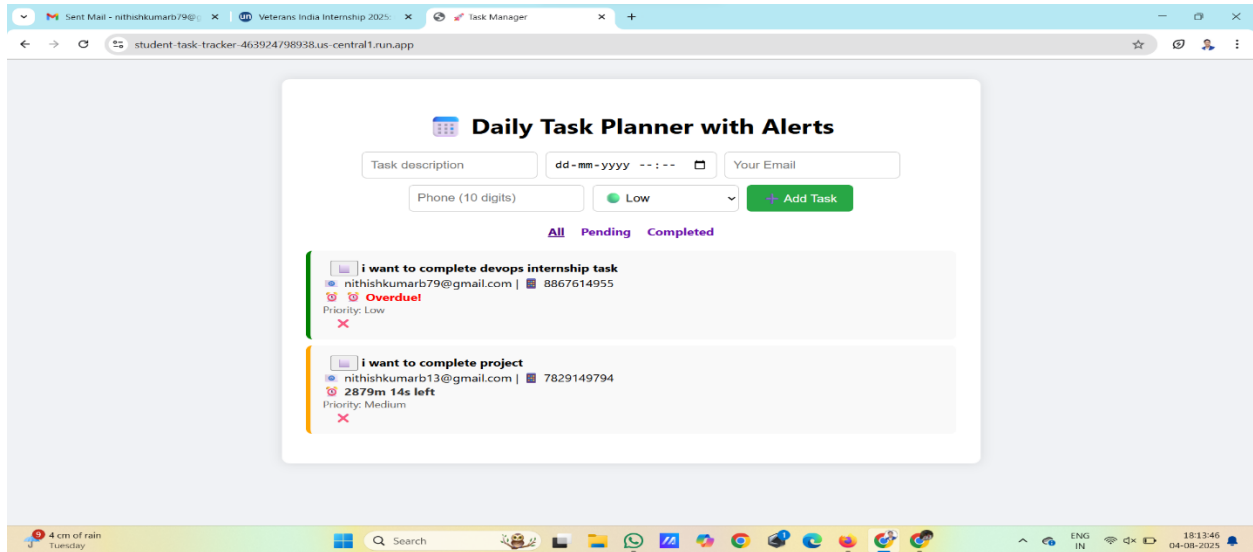 Sent Mail - nithishkumarb79@g
Veterans India Internship 2025:
Task Manager
student-task-tracker-463924798938.us-central1.run.app
Daily Task Planner with Alerts
Task description
dd-mm-yyyy --:--
Your Email
Phone (10 digits)
Low
+ Add Task
All Pending Completed
i want to complete devops internship task
nithishkumarb79@gmail.com | 8867614955
Overdue!
Priority: Low
i want to complete project
nithishkumarb13@gmail.com | 7829149794
2879m 14s left
Priority: Medium
9
4 cm of rain
Tuesday
Search
ENG
IN
18:13:46
04-08-2025